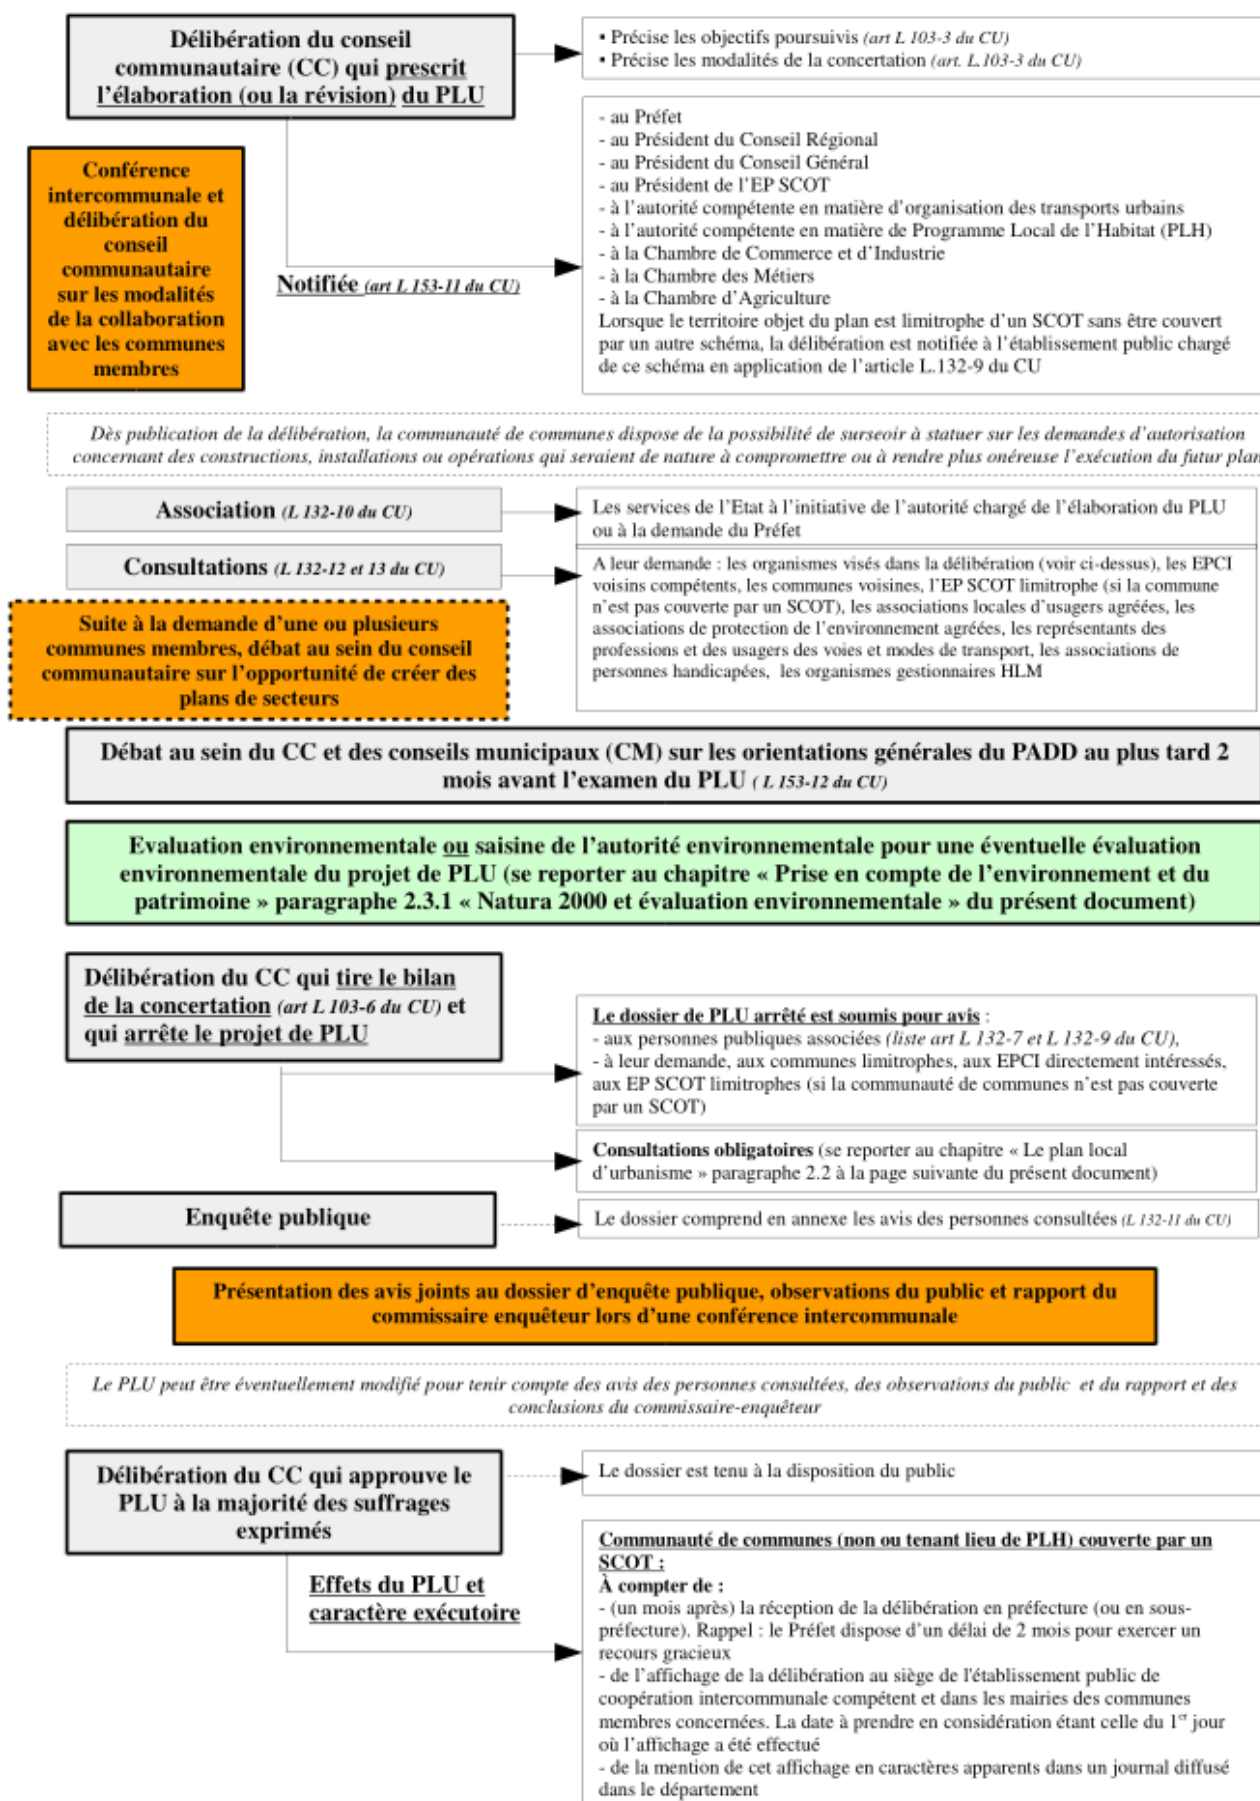 Délibération du conseil
communautaire (CC) qui prescrit
l'élaboration (ou la révision) du PLU
▪ Précise les objectifs poursuivis (art L 103-3 du CU)
▪ Précise les modalités de la concertation (art. L.103-3 du CU)
Conférence
intercommunale et
délibération du
conseil
communautaire
sur les modalités
de la collaboration
avec les communes
membres
Notifiée (art L 153-11 du CU)
- au Préfet
- au Président du Conseil Régional
- au Président du Conseil Général
- au Président de l'EP SCOT
- à l'autorité compétente en matière d'organisation des transports urbains
- à l'autorité compétente en matière de Programme Local de l'Habitat (PLH)
- à la Chambre de Commerce et d'Industrie
- à la Chambre des Métiers
- à la Chambre d'Agriculture
Lorsque le territoire objet du plan est limitrophe d'un SCOT sans être couvert
par un autre schéma, la délibération est notifiée à l'établissement public chargé
de ce schéma en application de l'article L.132-9 du CU
Dès publication de la délibération, la communauté de communes dispose de la possibilité de surseoir à statuer sur les demandes d'autorisation
concernant des constructions, installations ou opérations qui seraient de nature à compromettre ou à rendre plus onéreuse l'exécution du futur plan
Association (L 132-10 du CU)
Les services de l'Etat à l'initiative de l'autorité chargé de l'élaboration du PLU
ou à la demande du Préfet
Consultations (L 132-12 et 13 du CU)
A leur demande : les organismes visés dans la délibération (voir ci-dessus), les EPCI
voisins compétents, les communes voisines, l'EP SCOT limitrophe (si la commune
n'est pas couverte par un SCOT), les associations locales d'usagers agréées, les
associations de protection de l'environnement agréées, les représentants des
professions et des usagers des voies et modes de transport, les associations de
personnes handicapées, les organismes gestionnaires HLM
Suite à la demande d'une ou plusieurs
communes membres, débat au sein du conseil
communautaire sur l'opportunité de créer des
plans de secteurs
Débat au sein du CC et des conseils municipaux (CM) sur les orientations générales du PADD au plus tard 2
mois avant l'examen du PLU ( L 153-12 du CU)
Evaluation environnementale ou saisine de l'autorité environnementale pour une éventuelle évaluation
environnementale du projet de PLU (se reporter au chapitre « Prise en compte de l'environnement et du
patrimoine » paragraphe 2.3.1 « Natura 2000 et évaluation environnementale » du présent document)
Délibération du CC qui tire le bilan
de la concertation (art L 103-6 du CU) et
qui arrête le projet de PLU
Le dossier de PLU arrêté est soumis pour avis :
- aux personnes publiques associées (liste art L 132-7 et L 132-9 du CU),
- à leur demande, aux communes limitrophes, aux EPCI directement intéressés,
aux EP SCOT limitrophes (si la communauté de communes n'est pas couverte
par un SCOT)
Consultations obligatoires (se reporter au chapitre « Le plan local
d'urbanisme » paragraphe 2.2 à la page suivante du présent document)
Enquête publique
Le dossier comprend en annexe les avis des personnes consultées (L 132-11 du CU)
Présentation des avis joints au dossier d'enquête publique, observations du public et rapport du
commissaire enquêteur lors d'une conférence intercommunale
Le PLU peut être éventuellement modifié pour tenir compte des avis des personnes consultées, des observations du public et du rapport et des
conclusions du commissaire-enquêteur
Délibération du CC qui approuve le
PLU à la majorité des suffrages
exprimés
Le dossier est tenu à la disposition du public
Effets du PLU et
caractère exécutoire
Communauté de communes (non ou tenant lieu de PLH) couverte par un
SCOT :
À compter de :
- (un mois après) la réception de la délibération en préfecture (ou en sous-
préfecture). Rappel : le Préfet dispose d'un délai de 2 mois pour exercer un
recours gracieux
- de l'affichage de la délibération au siège de l'établissement public de
coopération intercommunale compétent et dans les mairies des communes
membres concernées. La date à prendre en considération étant celle du 1er jour
où l'affichage a été effectué
- de la mention de cet affichage en caractères apparents dans un journal diffusé
dans le département